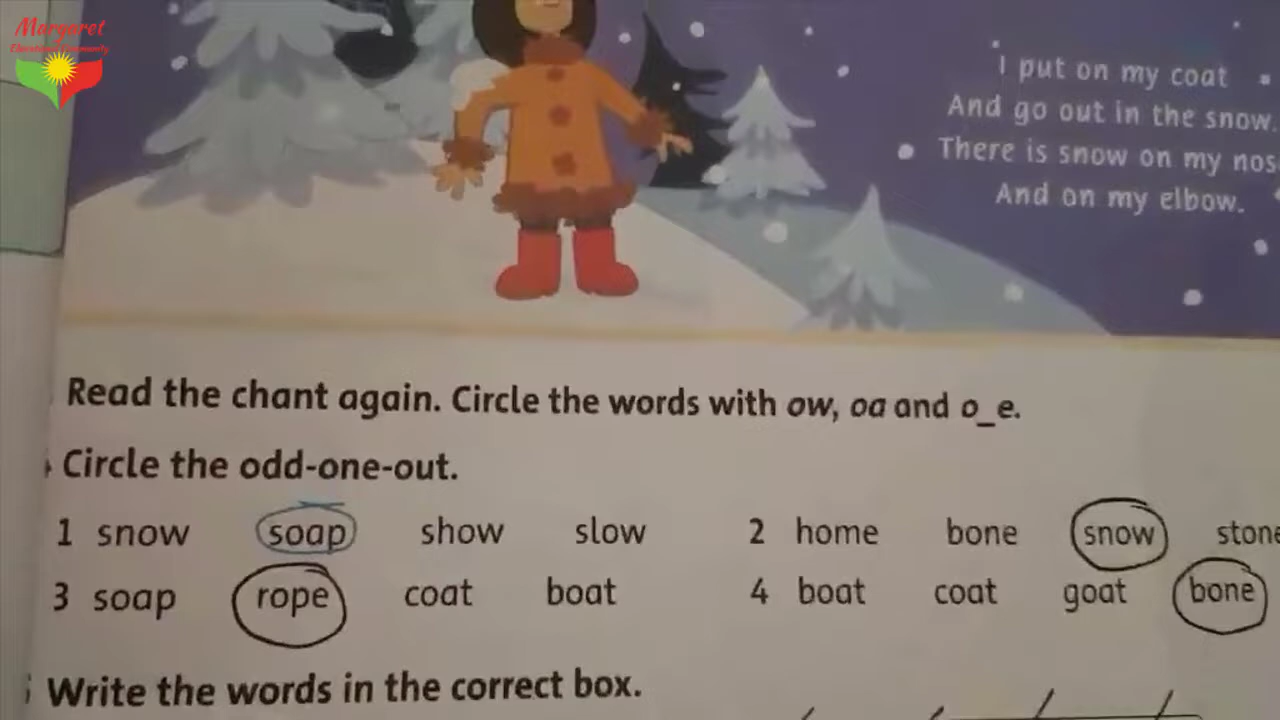 Margaret
Educational Community
I put on my coat
And go out in the snow.
There is snow on my
And on my elbow.
Read the chant again. Circle the words with ow, oa and o_e.
Circle the odd-one-out.
1 snow soap show slow 2 home bone snow stone
3 soap rope coat boat 4 boat coat goat bone
Write the words in the correct box.